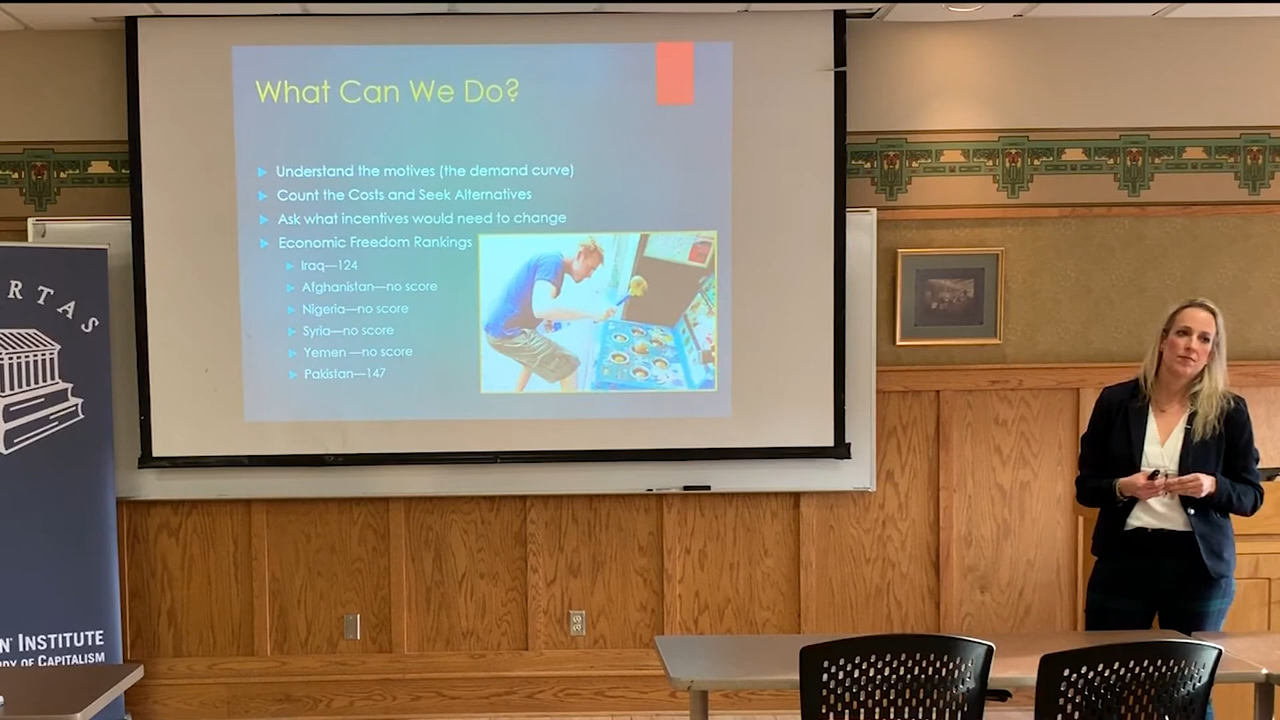 What Can We Do?
Understand the motives (the demand curve)
Count the Costs and Seek Alternatives
Ask what incentives would need to change
Economic Freedom Rankings
Iraq—124
Afghanistan—no score
Nigeria—no score
Syria—no score
Yemen —no score
Pakistan—147
RTAS
N® INSTITUTE
DY OF CAPITALISM